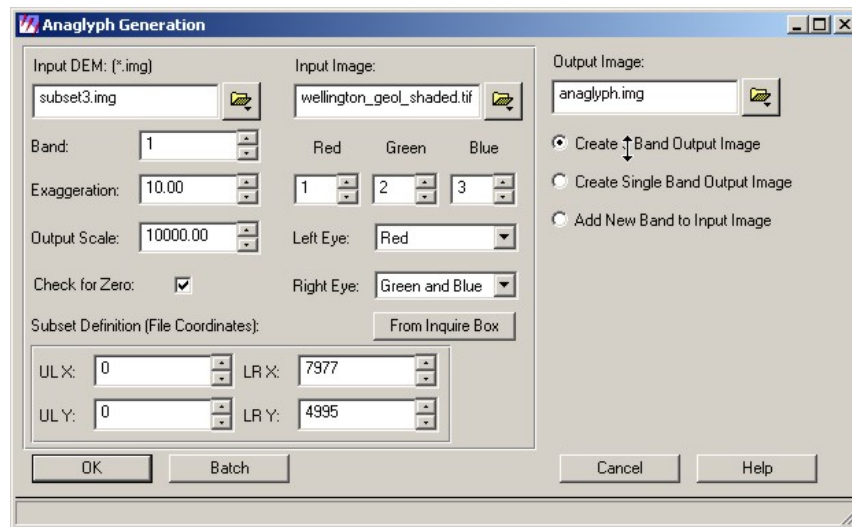 Anaglyph Generation
Input DEM: (*.img)
Input Image:
Output Image:
subset3.img
wellington_geol_shaded.tif
anaglyph.img
Band:
1
Red
Green
Blue
Create Band Output Image
Exaggeration:
10.00
1
2
3
Create Single Band Output Image
Output Scale:
10000.00
Left Eye:
Red
Add New Band to Input Image
Check for Zero:
Right Eye:
Green and Blue
Subset Definition (File Coordinates):
From Inquire Box
UL X:
0
LR X:
7977
UL Y:
0
LR Y:
4995
OK
Batch
Cancel
Help